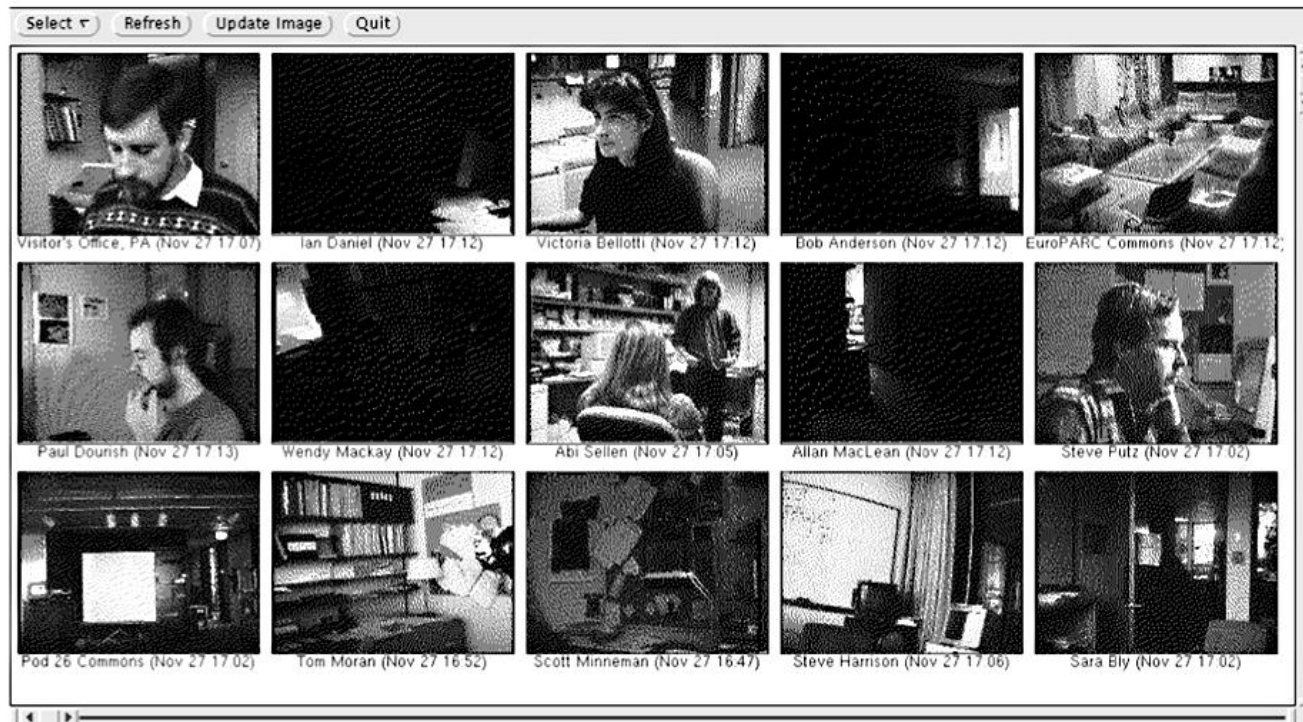 Select Refresh Update Image Quit
Visitor's Office, PA (Nov 27 17:07) Ian Daniel (Nov 27 17:12) Victoria Bellotti (Nov 27 17:12) Bob Anderson (Nov 27 17:12) EuroPARC Commons (Nov 27 17:12)
Paul Dourish (Nov 27 17:13) Wendy Mackay (Nov 27 17:12) Abi Sellen (Nov 27 17:05) Allan MacLean (Nov 27 17:12) Steve Putz (Nov 27 17:02)
Pod 26 Commons (Nov 27 17:02) Tom Moran (Nov 27 16:52) Scott Minneman (Nov 27 16:47) Steve Harrison (Nov 27 17:06) Sara Bly (Nov 27 17:02)